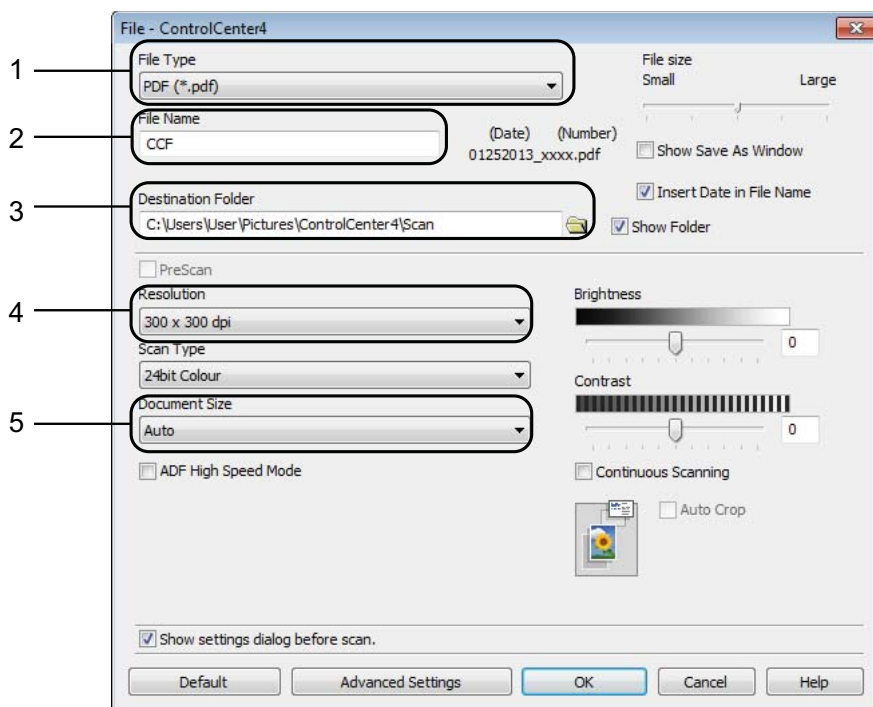 File - ControlCenter4
1
File Type
PDF (*.pdf)
File size
Small Large
2
File Name
CCF
(Date) (Number)
01252013_xxxx.pdf
Show Save As Window
Insert Date in File Name
3
Destination Folder
C:\Users\User\Pictures\ControlCenter4\Scan
Show Folder
PreScan
4
Resolution
300 x 300 dpi
Scan Type
24bit Colour
5
Document Size
Auto
ADF High Speed Mode
Brightness
0
Contrast
0
Continuous Scanning
Auto Crop
Show settings dialog before scan.
Default Advanced Settings OK Cancel Help